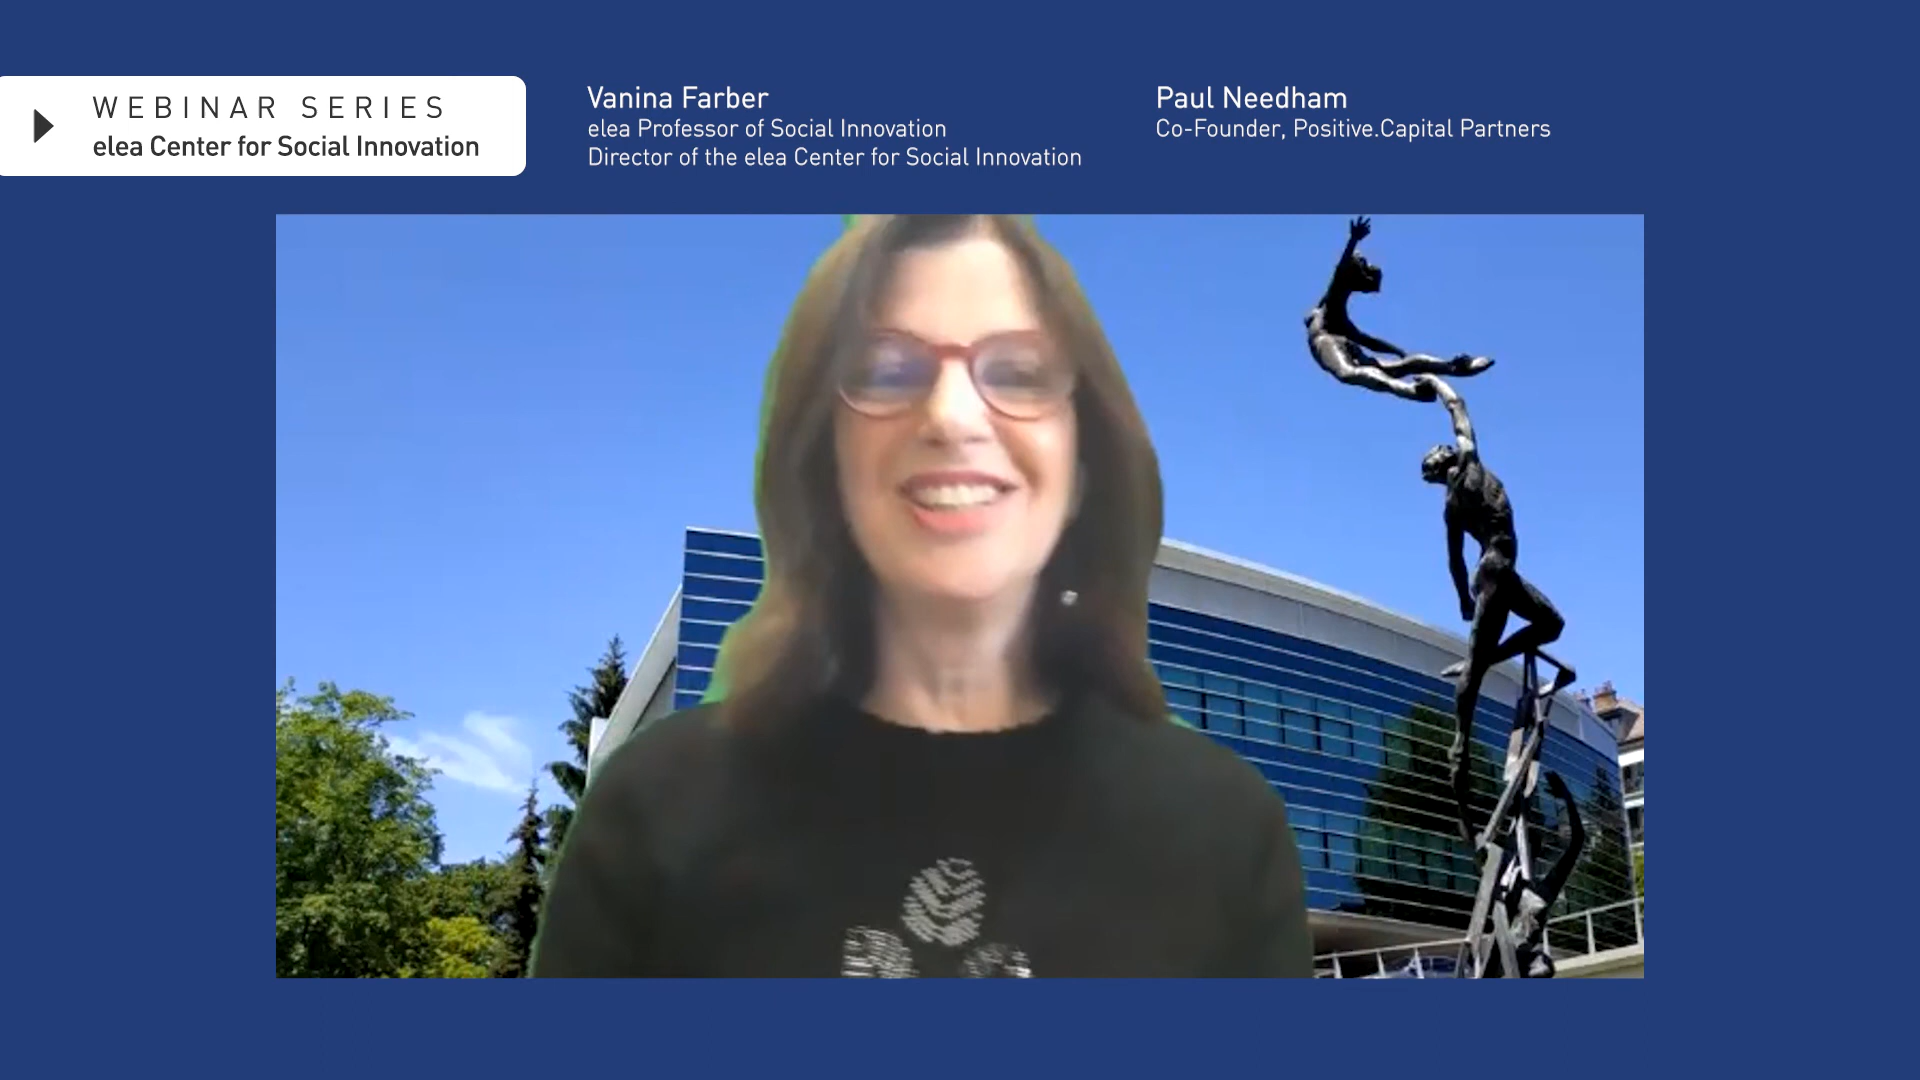 WEBINAR SERIES
elea Center for Social Innovation
Vanina Farber
elea Professor of Social Innovation
Director of the elea Center for Social Innovation
Paul Needham
Co-Founder, Positive.Capital Partners